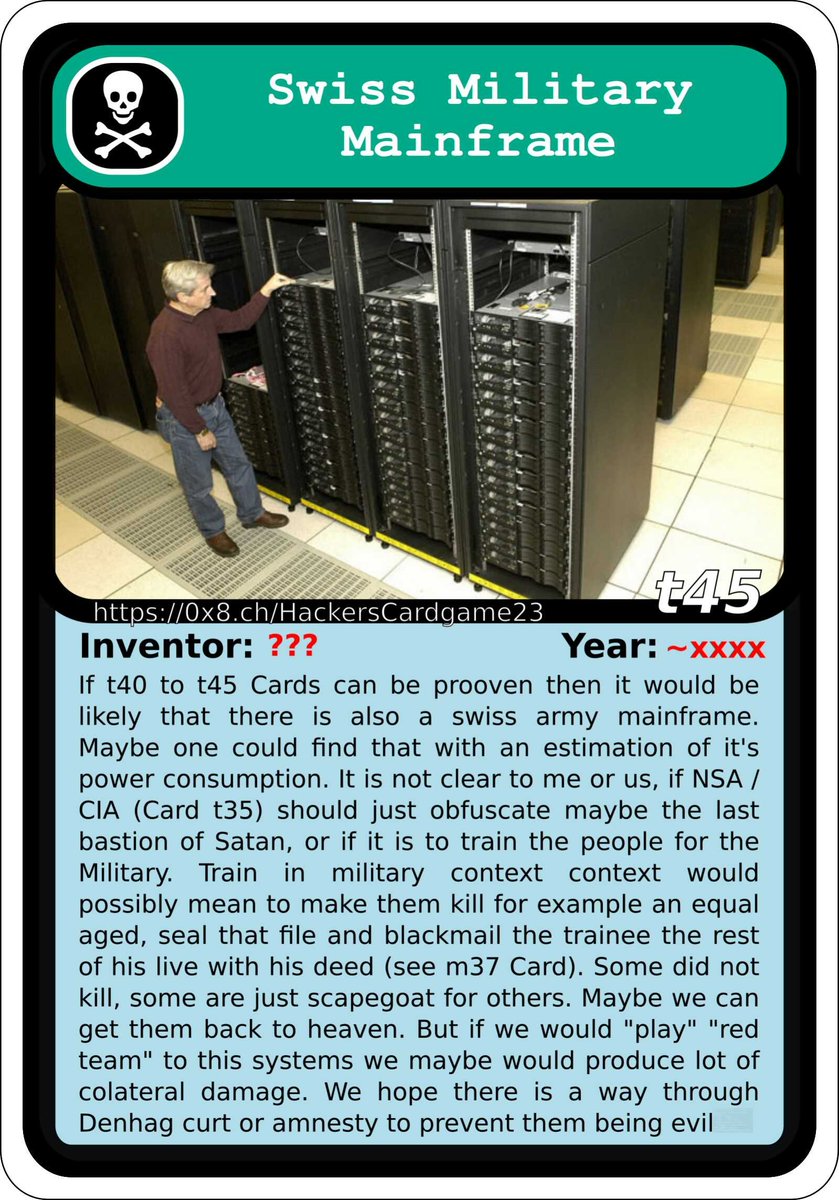 Swiss Military
Mainframe
t45
https://0x8.ch/HackersCardgame23
Inventor: ??? Year: ~xxxx
If t40 to t45 Cards can be prooven then it would be
likely that there is also a swiss army mainframe.
Maybe one could find that with an estimation of it's
power consumption. It is not clear to me or us, if NSA /
CIA (Card t35) should just obfuscate maybe the last
bastion of Satan, or if it is to train the people for the
Military. Train in military context context would
possibly mean to make them kill for example an equal
aged, seal that file and blackmail the trainee the rest
of his live with his deed (see m37 Card). Some did not
kill, some are just scapegoat for others. Maybe we can
get them back to heaven. But if we would "play" "red
team" to this systems we maybe would produce lot of
colateral damage. We hope there is a way through
Denhag curt or amnesty to prevent them being evil